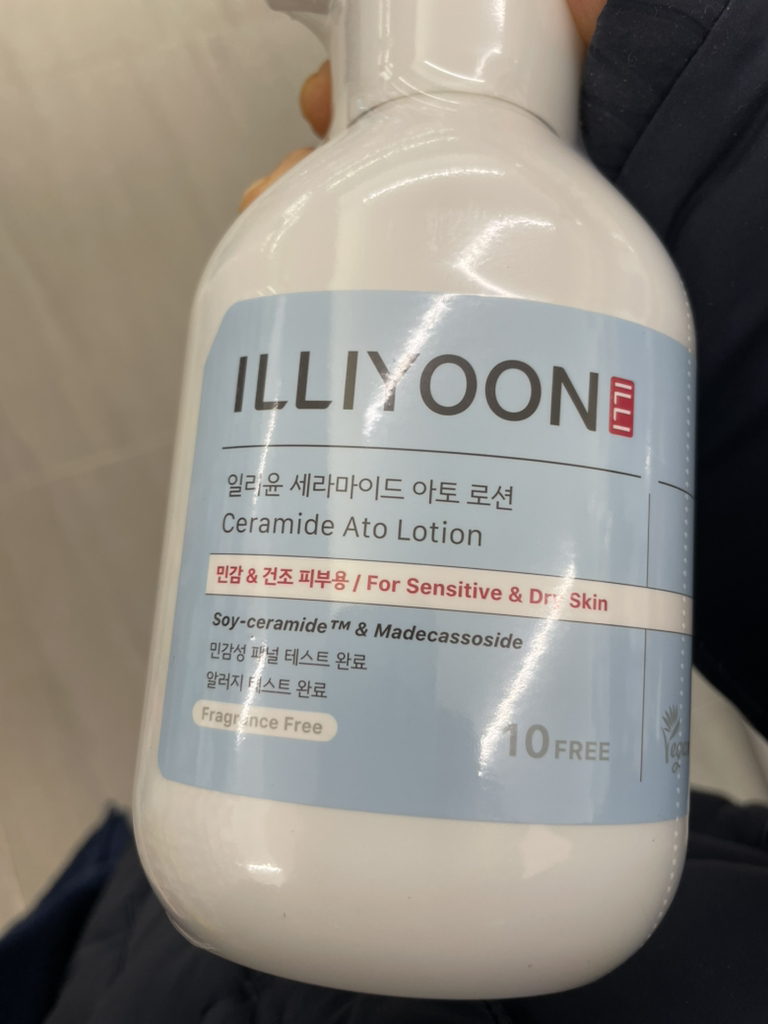 ILLIYOON ILLI
일리윤 세라마이드 아토 로션
Ceramide Ato Lotion
민감 & 건조 피부용 / For Sensitive & Dry Skin
Soy-ceramide™ & Madecassoside
민감성 패널 테스트 완료
알러지 테스트 완료
Fragrance Free
10 FREE